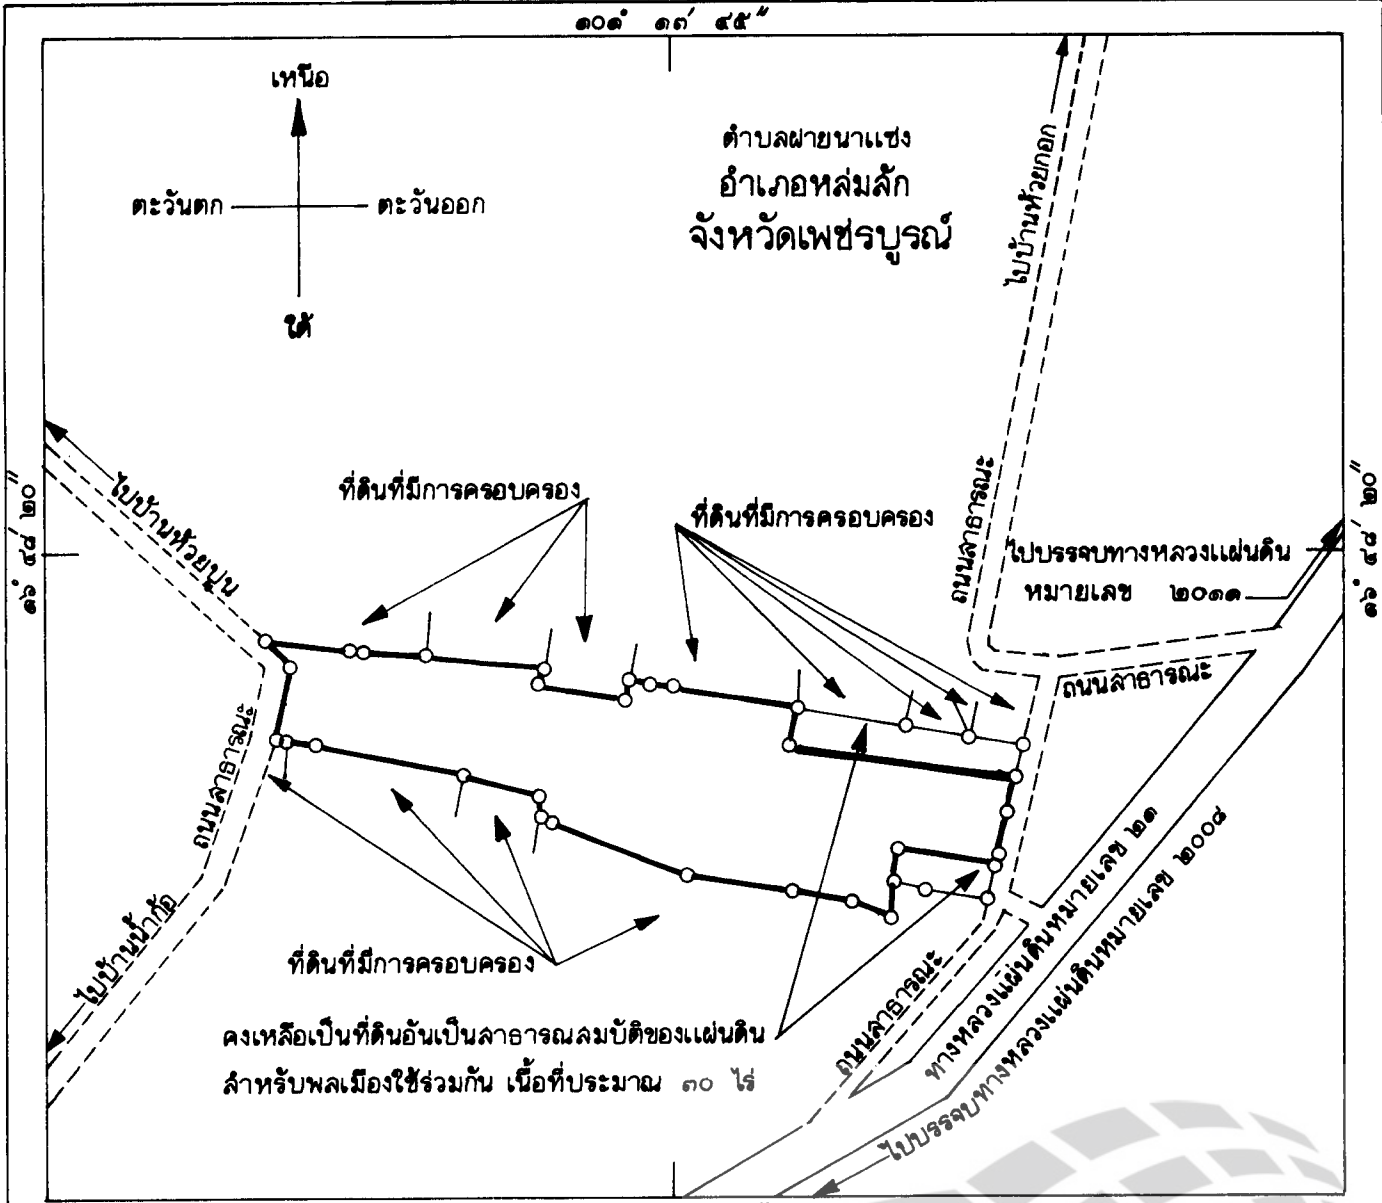 ๑๐๑° ๑๗′ ๔๕″
เหนือ
ตะวันตก
ตะวันออก
ใต้
ตำบลฝายนาแซง
อำเภอหล่มสัก
จังหวัดเพชรบูรณ์
ไปบ้านห้วยกอก
ถนนสาธารณะ
๑๖° ๔๘′ ๒๐″
๑๖° ๔๘′ ๒๐″
ไปบ้านห้วยปูน
ที่ดินที่มีการครอบครอง
ที่ดินที่มีการครอบครอง
ไปบรรจบทางหลวงแผ่นดิน
หมายเลข ๒๐๑๑
ถนนสาธารณะ
ถนนสาธารณะ
ไปบ้านน้ำก้อ
ที่ดินที่มีการครอบครอง
คงเหลือเป็นที่ดินอันเป็นสาธารณสมบัติของแผ่นดิน
สำหรับพลเมืองใช้ร่วมกัน เนื้อที่ประมาณ ๓๐ ไร่
ถนนสาธารณะ
ทางหลวงแผ่นดินหมายเลข ๒๑
ไปบรรจบทางหลวงแผ่นดินหมายเลข ๒๐๐๘